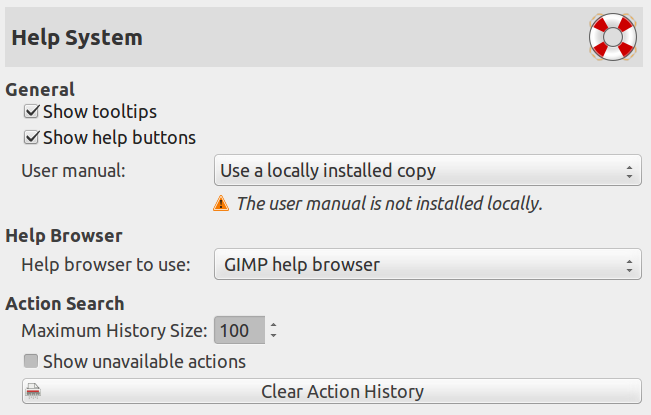 Help System
General
Show tooltips
Show help buttons
User manual: Use a locally installed copy
The user manual is not installed locally.
Help Browser
Help browser to use: GIMP help browser
Action Search
Maximum History Size: 100
Show unavailable actions
Clear Action History